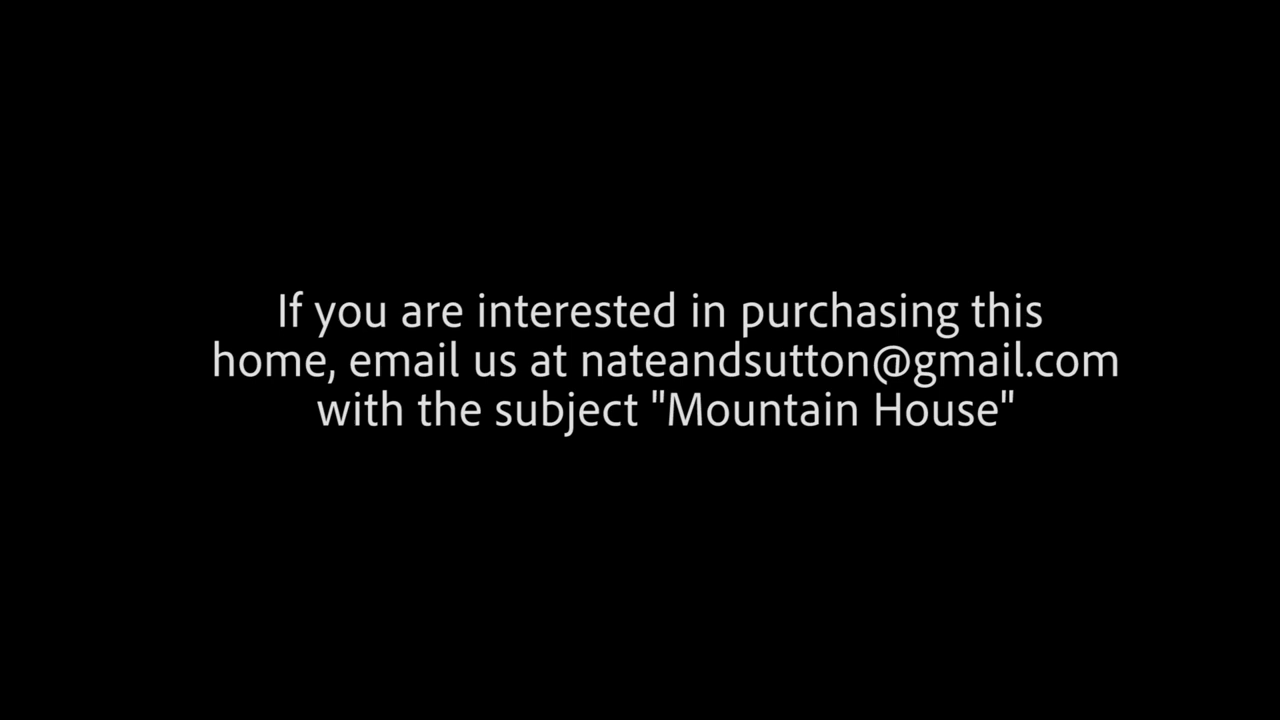 If you are interested in purchasing this
home, email us at nateandsutton@gmail.com
with the subject "Mountain House"